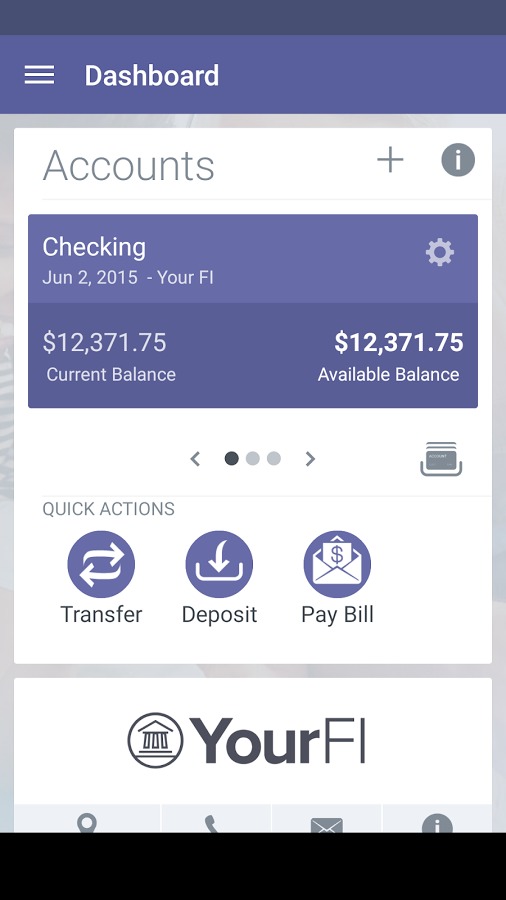 Dashboard
Accounts
Checking
Jun 2, 2015 - Your FI
$12,371.75 $12,371.75
Current Balance Available Balance
ACCOUNT
QUICK ACTIONS
Transfer Deposit Pay Bill
YourFI